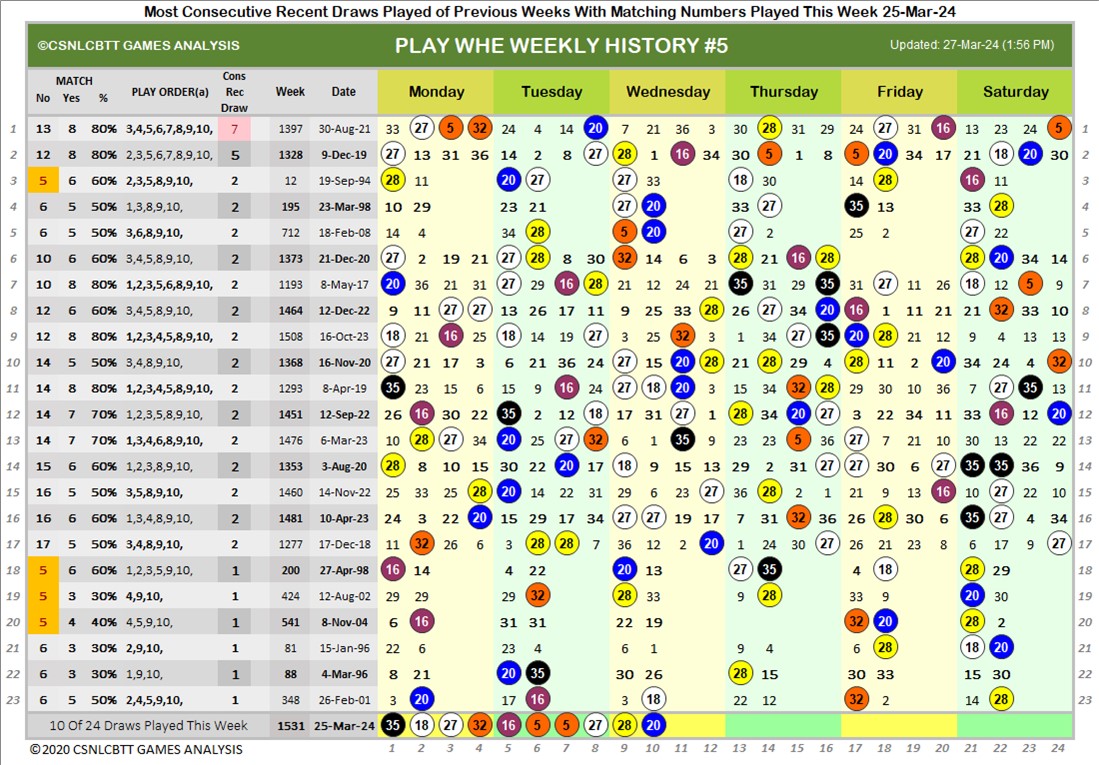 Most Consecutive Recent Draws Played of Previous Weeks With Matching Numbers Played This Week 25-Mar-24
©CSNLCBTT GAMES ANALYSIS PLAY WHE WEEKLY HISTORY #5 Updated: 27-Mar-24 (1:56 PM)
No MATCH Yes % PLAY ORDER(a) Cons Rec Draw Week Date Monday Tuesday Wednesday Thursday Friday Saturday
1 13 8 80% 3,4,5,6,7,8,9,10, 7 1397 30-Aug-21 33 27 5 32 24 4 14 20 7 21 36 3 30 28 31 29 24 27 31 20 16 13 23 24 5 1
2 12 8 80% 2,3,5,6,7,8,9,10, 5 1328 9-Dec-19 27 13 31 36 14 2 8 27 28 1 16 34 30 5 1 8 5 20 34 17 21 18 20 30 2
3 5 6 60% 2,3,5,8,9,10, 2 12 19-Sep-94 28 11 20 27 27 33 18 30 14 28 16 11 3
4 6 5 50% 1,3,8,9,10, 2 195 23-Mar-98 10 29 23 21 27 20 33 27 35 13 33 28 4
5 6 5 50% 3,6,8,9,10, 2 712 18-Feb-08 14 4 34 28 5 20 27 2 25 2 27 22 5
6 10 6 60% 3,4,5,8,9,10, 2 1373 21-Dec-20 27 2 19 21 27 28 8 30 32 14 6 3 28 21 16 28 28 20 34 14 6
7 10 8 80% 1,2,3,5,6,8,9,10, 2 1193 8-May-17 20 36 21 31 27 29 16 28 21 12 24 21 35 31 29 35 31 27 11 26 18 12 5 9 7
8 12 6 60% 3,4,5,8,9,10, 2 1464 12-Dec-22 9 11 27 27 13 26 17 11 9 25 33 28 26 27 34 20 16 1 11 21 21 32 33 10 8
9 12 8 80% 1,2,3,4,5,8,9,10, 2 1508 16-Oct-23 18 21 16 25 18 14 19 27 3 25 32 3 1 34 27 35 20 28 21 12 9 4 13 13 9
10 14 5 50% 3,4,8,9,10, 2 1368 16-Nov-20 27 21 17 3 6 21 36 24 27 15 20 28 21 28 29 4 28 11 2 20 34 24 4 32 10
11 14 8 80% 1,2,3,4,5,8,9,10, 2 1293 8-Apr-19 35 23 15 6 15 9 16 24 27 18 20 3 15 34 32 28 29 30 10 36 7 27 35 13 11
12 14 7 70% 1,2,3,5,8,9,10, 2 1451 12-Sep-22 26 16 30 22 35 2 12 18 17 31 27 1 28 34 20 27 3 22 34 11 33 16 12 20 12
13 14 7 70% 1,3,4,6,8,9,10, 2 1476 6-Mar-23 10 28 27 34 20 25 27 32 6 1 35 9 23 23 5 36 27 7 21 10 30 13 22 22 13
14 15 6 60% 1,2,3,8,9,10, 2 1353 3-Aug-20 28 8 10 15 30 22 20 17 18 9 15 13 29 2 31 27 27 30 6 27 35 35 36 9 14
15 16 5 50% 3,5,8,9,10, 2 1460 14-Nov-22 25 33 25 28 20 14 22 31 29 6 23 27 36 28 2 1 21 9 13 16 10 27 22 10 15
16 16 6 60% 1,3,4,8,9,10, 2 1481 10-Apr-23 24 3 22 20 15 29 17 34 27 27 19 17 7 31 32 36 26 28 30 6 35 27 4 34 16
17 17 5 50% 3,4,8,9,10, 2 1277 17-Dec-18 11 32 26 6 3 28 28 7 36 12 2 20 1 24 30 27 26 21 23 8 6 17 9 27 17
18 5 6 60% 1,2,3,5,9,10, 1 200 27-Apr-98 16 14 4 22 20 13 27 35 4 18 28 29 18
19 5 3 30% 4,9,10, 1 424 12-Aug-02 29 29 29 32 28 33 9 28 33 9 20 30 19
20 5 4 40% 4,5,9,10, 1 541 8-Nov-04 6 16 31 31 22 19 32 20 28 2 20
21 6 3 30% 2,9,10, 1 81 15-Jan-96 22 6 23 4 6 1 9 4 6 28 18 20 21
22 6 3 30% 1,9,10, 1 88 4-Mar-96 8 21 20 35 30 26 28 15 30 33 15 30 22
23 6 5 50% 2,4,5,9,10, 1 348 26-Feb-01 3 20 17 16 3 18 22 12 32 2 14 28 23
10 Of 24 Draws Played This Week 1531 25-Mar-24 35 18 27 32 16 5 5 27 28 20
© 2020 CSNLCBTT GAMES ANALYSIS 1 2 3 4 5 6 7 8 9 10 11 12 13 14 15 16 17 18 19 20 21 22 23 24